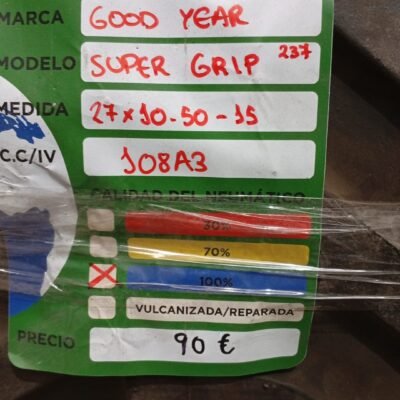 MARCA GOOD YEAR
MODELO SUPER GRIP 237
MEDIDA 27x10-50-15
C.C/IV 108A3
CALIDAD DEL NEUMÁTICO
30%
70%
100%
VULCANIZADA/REPARADA
PRECIO 90 €